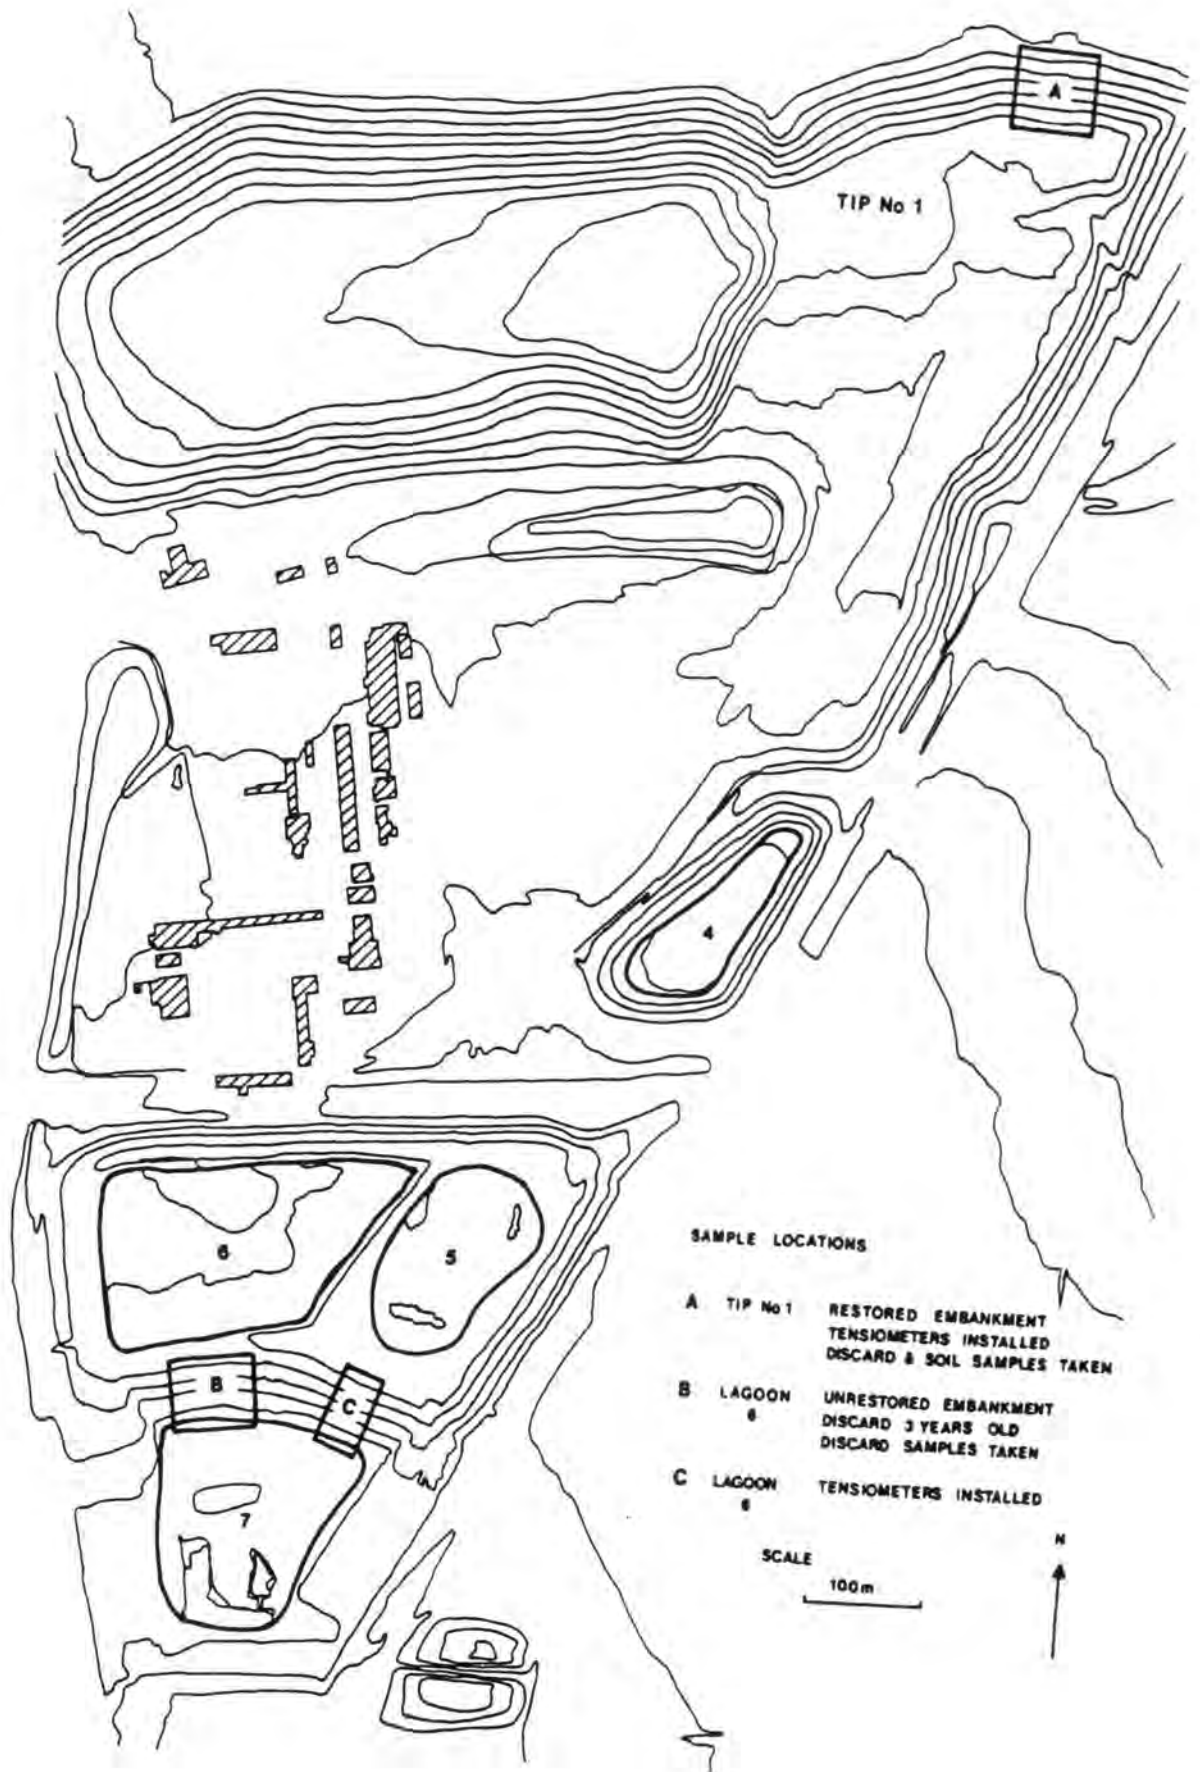 A
TIP No 1
4
6
5
B
C
7
SAMPLE LOCATIONS
A TIP No 1 RESTORED EMBANKMENT
TENSIOMETERS INSTALLED
DISCARD & SOIL SAMPLES TAKEN
B LAGOON UNRESTORED EMBANKMENT
6 DISCARD 3 YEARS OLD
DISCARD SAMPLES TAKEN
C LAGOON TENSIOMETERS INSTALLED
6
N
SCALE
100m